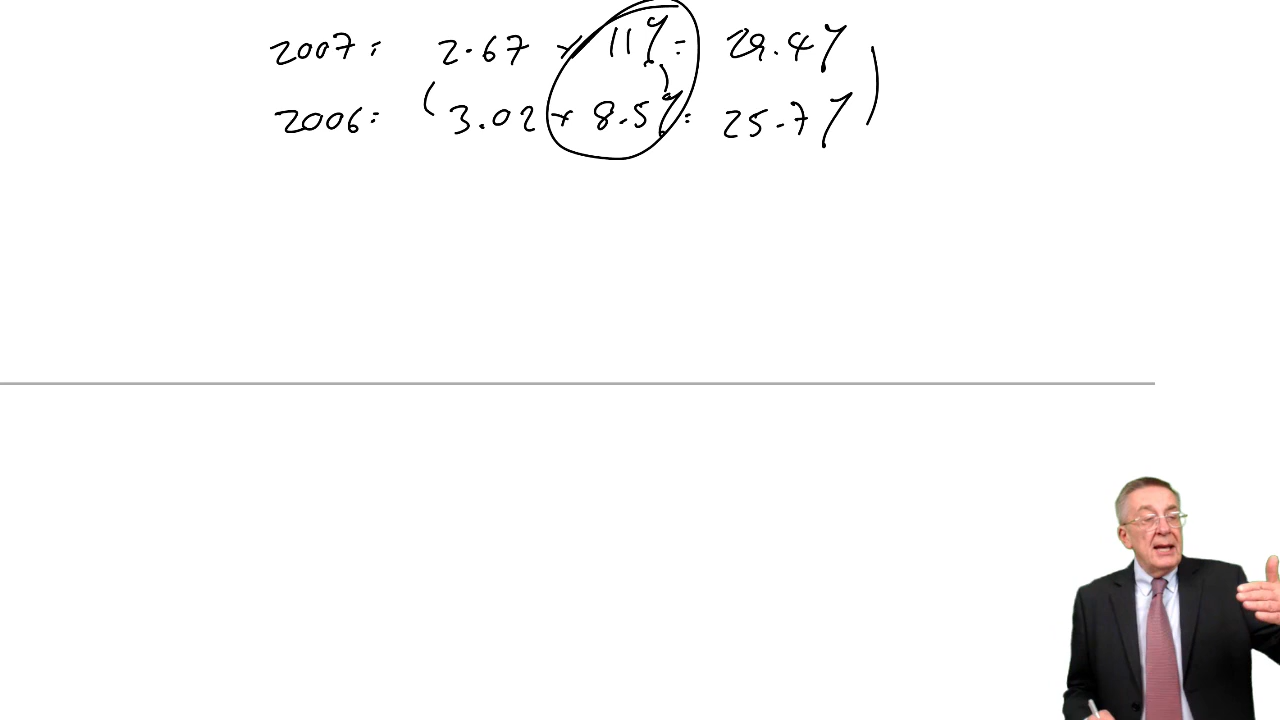 2007: 2.67 × 11% = 29.4%
2006: (3.02 × 8.5% = 25.7%)